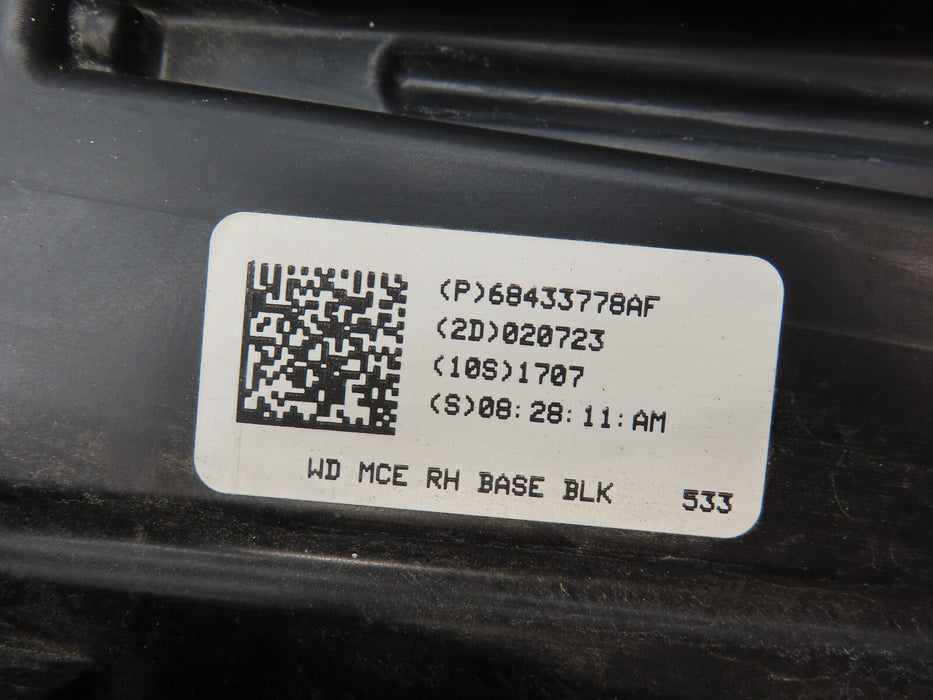 (P)68433778AF
(2D)020723
(10S)1707
(S)08:28:11:AM
WD MCE RH BASE BLK 533